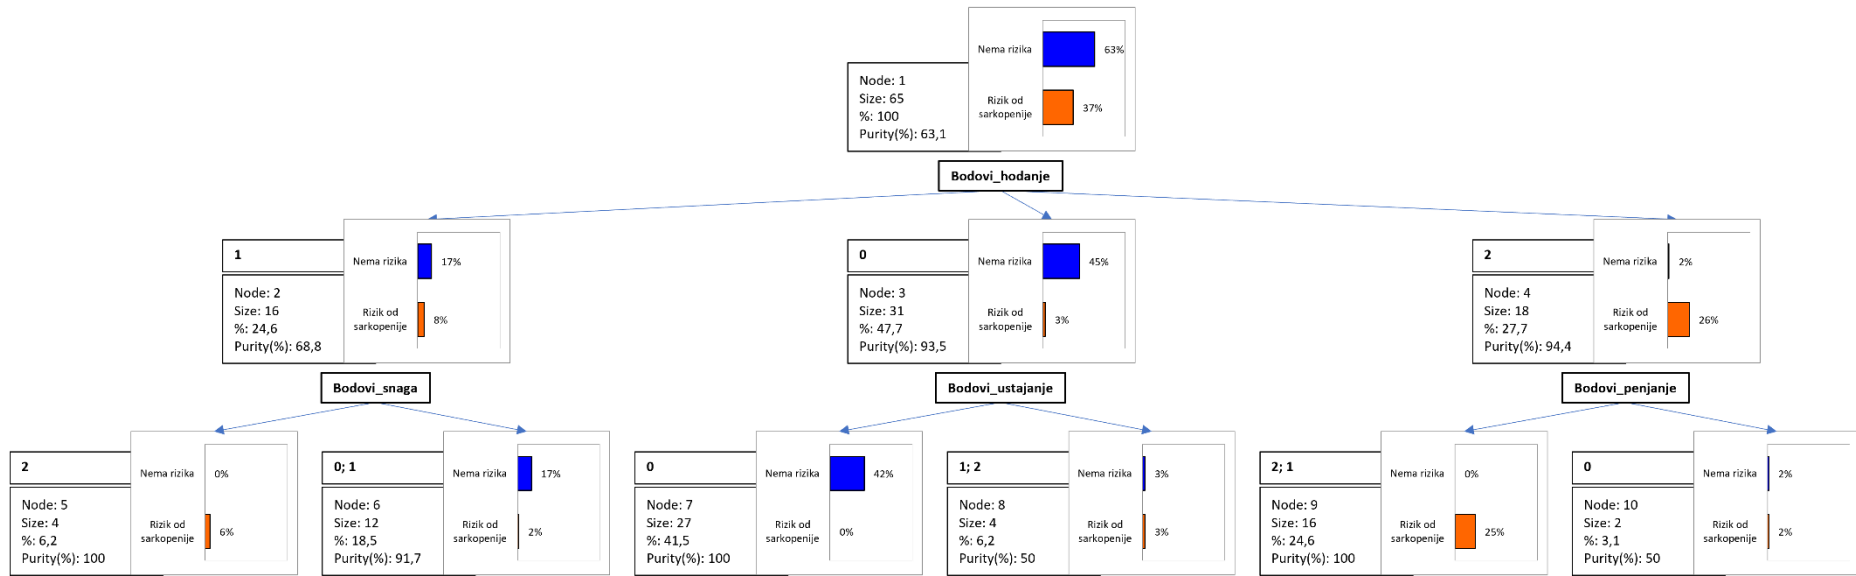 Nema rizika 63%
Rizik od
sarkopenije 37%
Node: 1
Size: 65
%: 100
Purity(%): 63,1
Bodovi_hodanje
1
Nema rizika 17%
Rizik od
sarkopenije 8%
Node: 2
Size: 16
%: 24,6
Purity(%): 68,8
0
Nema rizika 45%
Rizik od
sarkopenije 3%
Node: 3
Size: 31
%: 47,7
Purity(%): 93,5
2
Nema rizika 2%
Rizik od
sarkopenije 26%
Node: 4
Size: 18
%: 27,7
Purity(%): 94,4
Bodovi_snaga
Bodovi_ustajanje
Bodovi_penjanje
2
Nema rizika 0%
Rizik od
sarkopenije 6%
Node: 5
Size: 4
%: 6,2
Purity(%): 100
0; 1
Nema rizika 17%
Rizik od
sarkopenije 2%
Node: 6
Size: 12
%: 18,5
Purity(%): 91,7
0
Nema rizika 42%
Rizik od
sarkopenije 0%
Node: 7
Size: 27
%: 41,5
Purity(%): 100
1; 2
Nema rizika 3%
Rizik od
sarkopenije 3%
Node: 8
Size: 4
%: 6,2
Purity(%): 50
2; 1
Nema rizika 0%
Rizik od
sarkopenije 25%
Node: 9
Size: 16
%: 24,6
Purity(%): 100
0
Nema rizika 2%
Rizik od
sarkopenije 2%
Node: 10
Size: 2
%: 3,1
Purity(%): 50